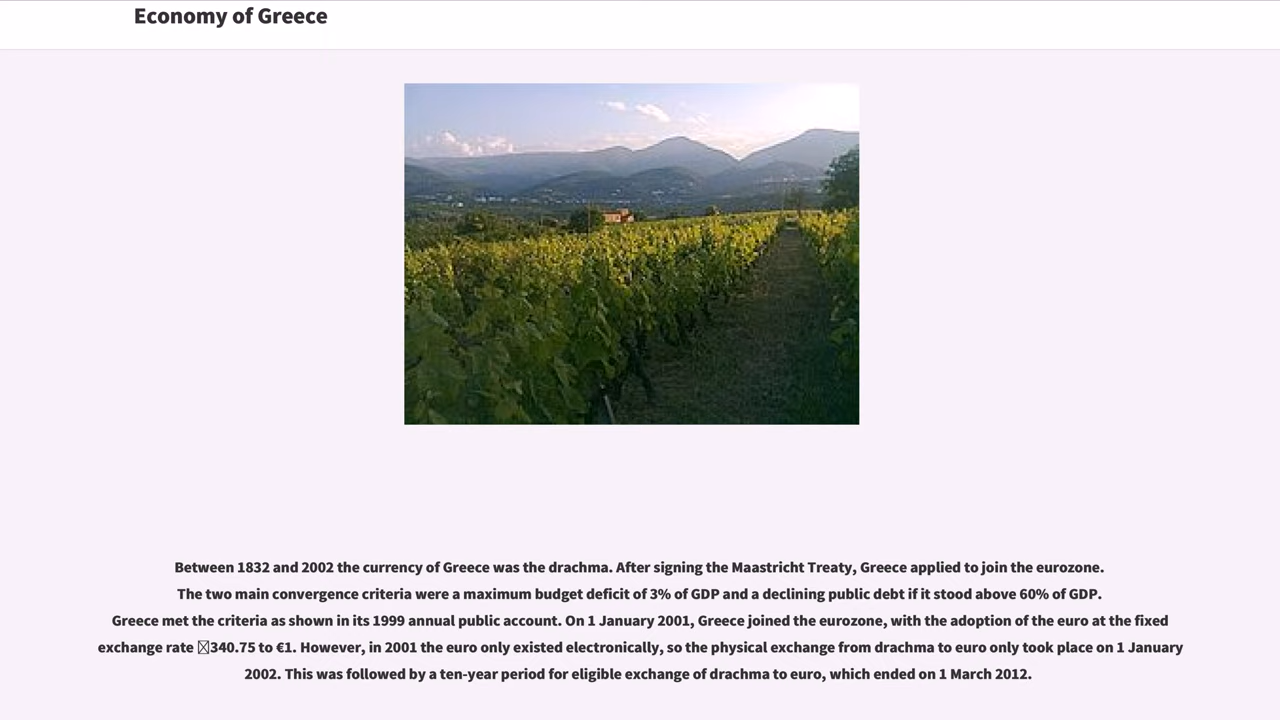 Economy of Greece
Between 1832 and 2002 the currency of Greece was the drachma. After signing the Maastricht Treaty, Greece applied to join the eurozone.
The two main convergence criteria were a maximum budget deficit of 3% of GDP and a declining public debt if it stood above 60% of GDP.
Greece met the criteria as shown in its 1999 annual public account. On 1 January 2001, Greece joined the eurozone, with the adoption of the euro at the fixed
exchange rate 340.75 to €1. However, in 2001 the euro only existed electronically, so the physical exchange from drachma to euro only took place on 1 January
2002. This was followed by a ten-year period for eligible exchange of drachma to euro, which ended on 1 March 2012.